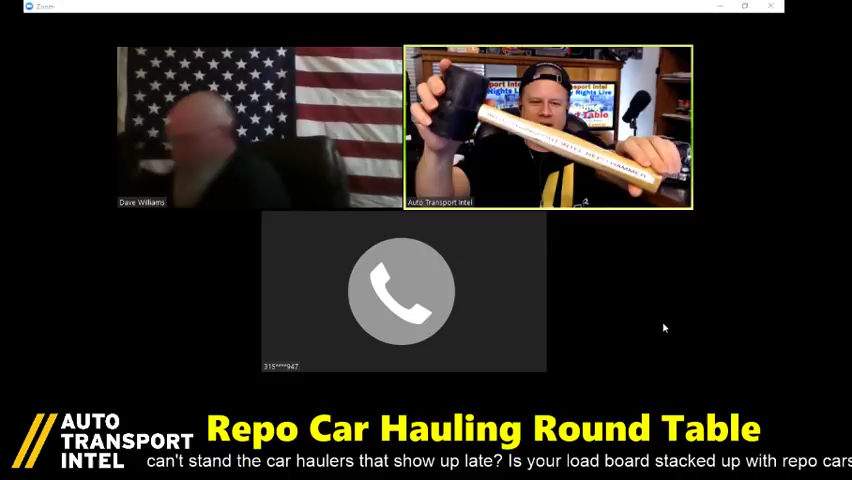 Zoom
Dave Williams
Auto Transport Intel
315****947
AUTO
TRANSPORT
INTEL
Repo Car Hauling Round Table
can't stand the car haulers that show up late? Is your load board stacked up with repo cars